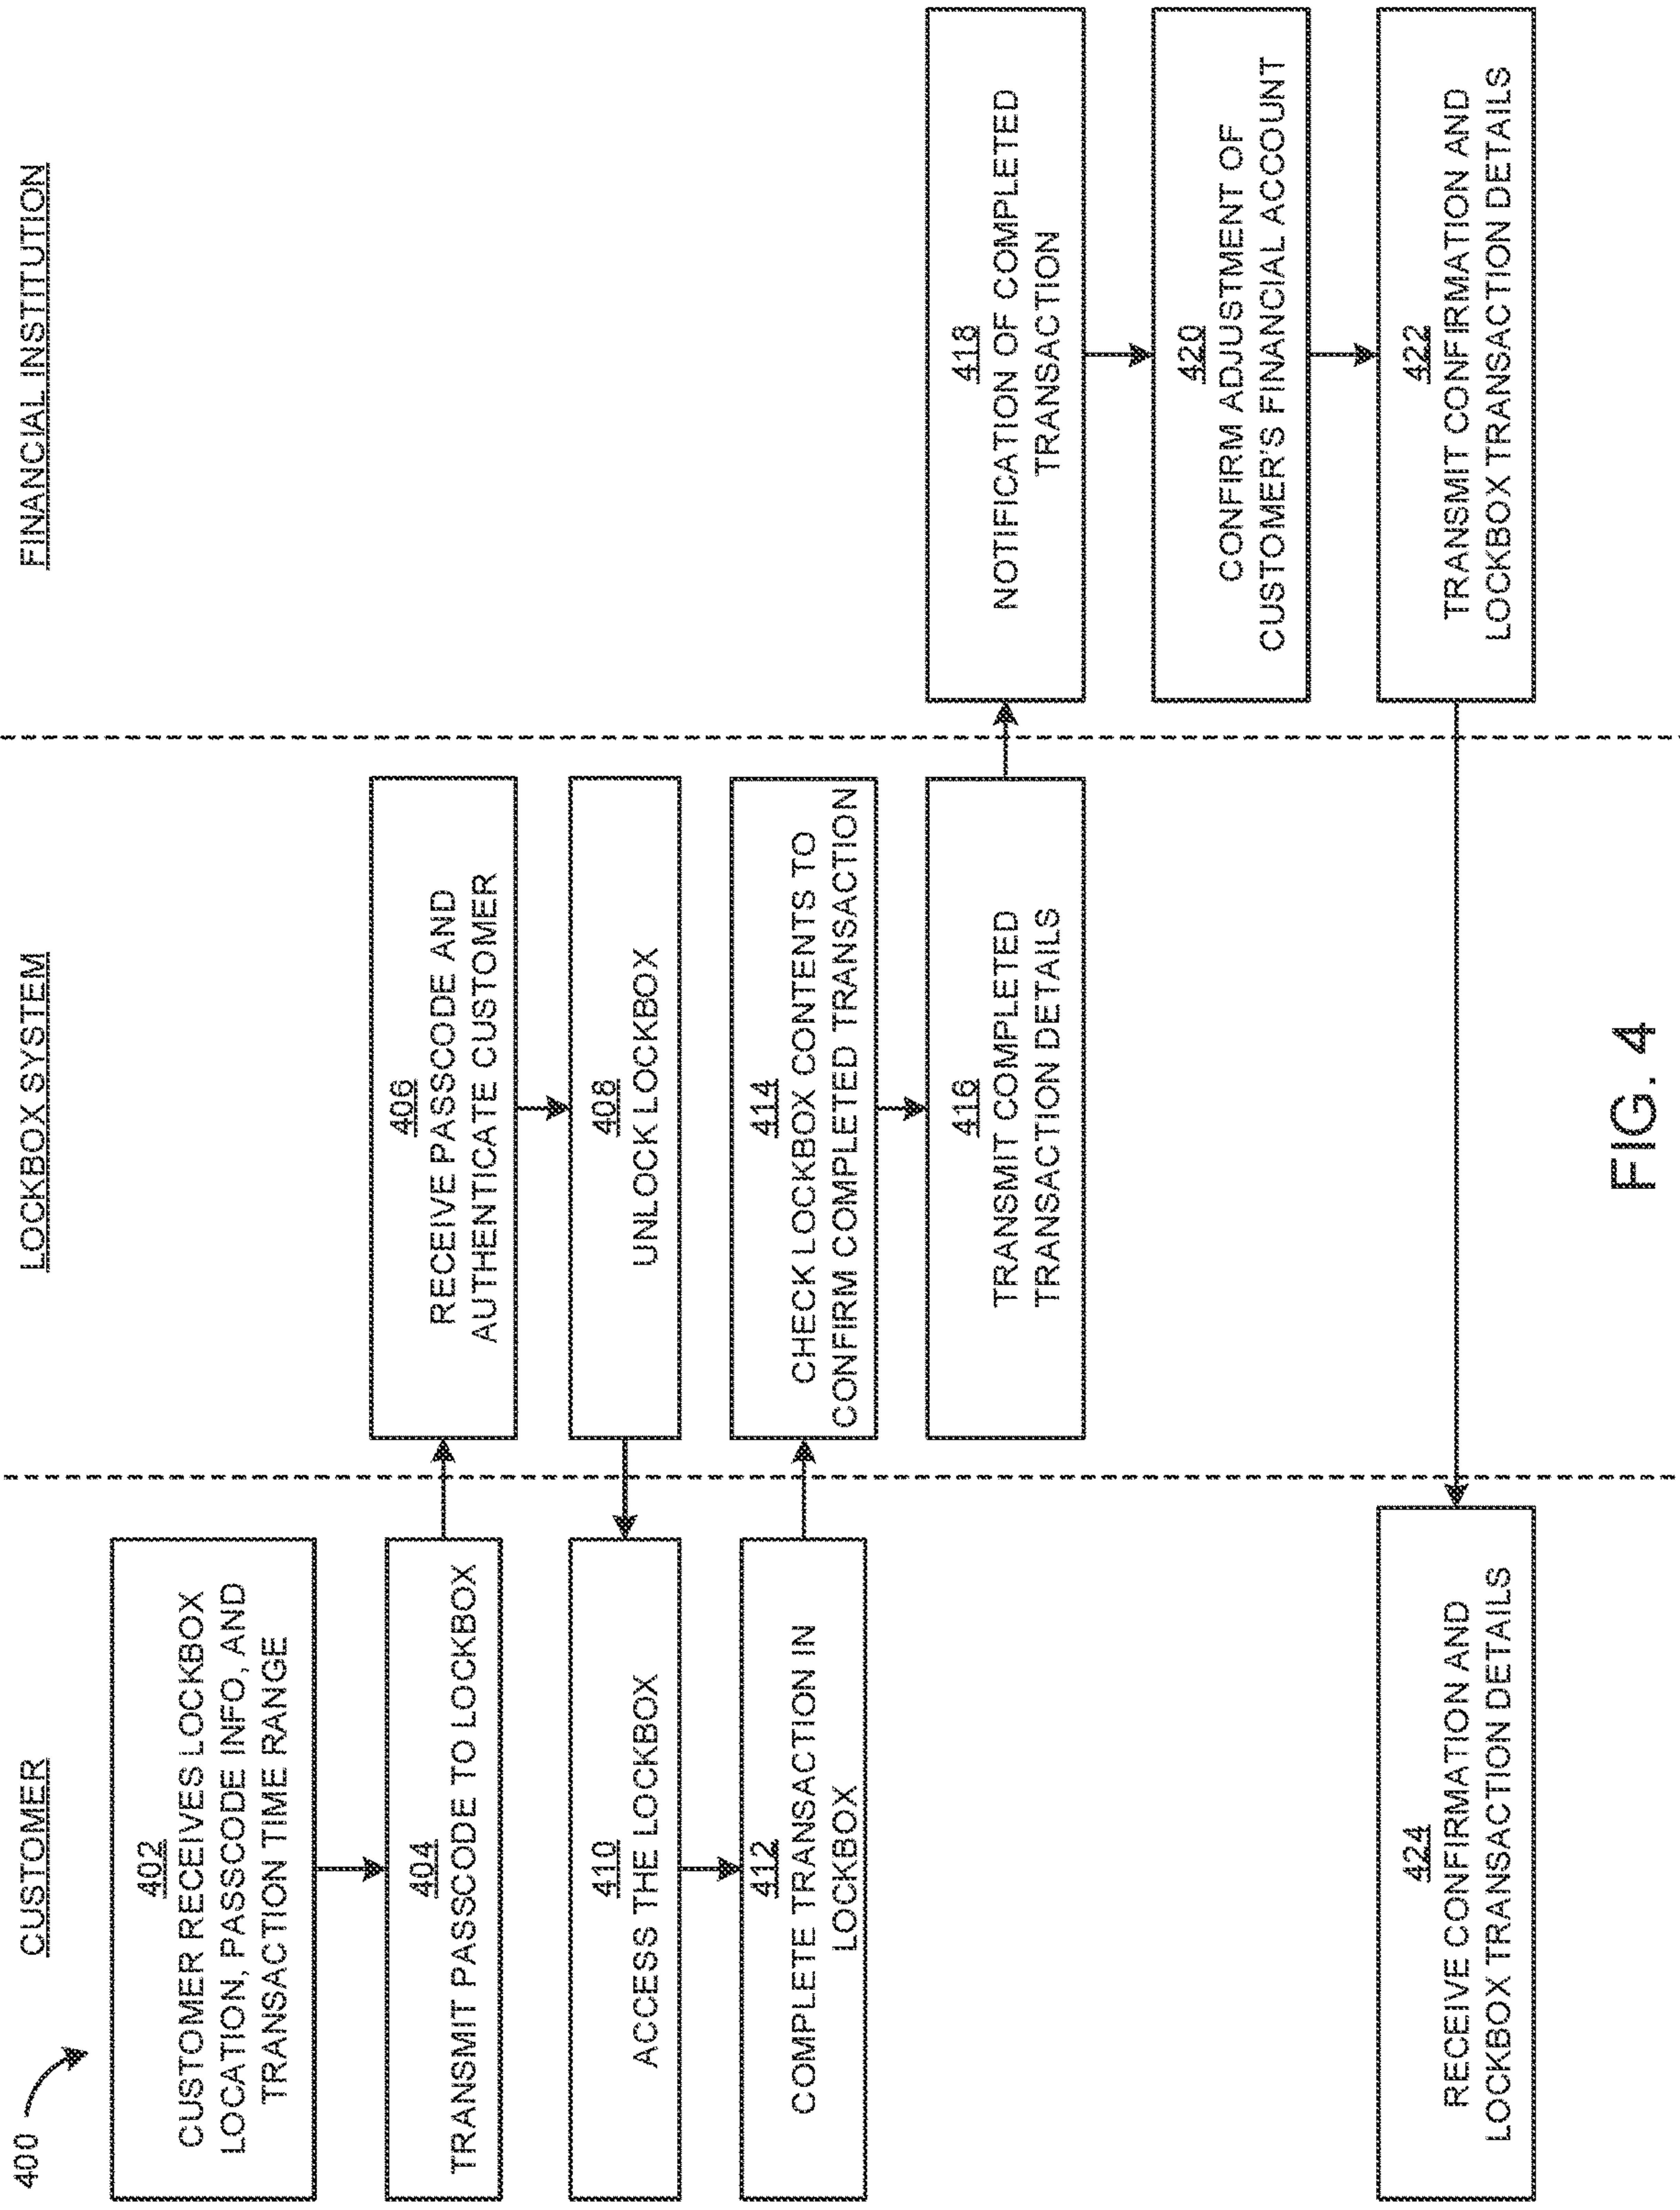 400
CUSTOMER
LOCKBOX SYSTEM
FINANCIAL INSTITUTION
402
CUSTOMER RECEIVES LOCKBOX
LOCATION, PASSCODE INFO, AND
TRANSACTION TIME RANGE
404
TRANSMIT PASSCODE TO LOCKBOX
406
RECEIVE PASSCODE AND
AUTHENTICATE CUSTOMER
408
UNLOCK LOCKBOX
410
ACCESS THE LOCKBOX
412
COMPLETE TRANSACTION IN
LOCKBOX
414
CHECK LOCKBOX CONTENTS TO
CONFIRM COMPLETED TRANSACTION
416
TRANSMIT COMPLETED
TRANSACTION DETAILS
418
NOTIFICATION OF COMPLETED
TRANSACTION
420
CONFIRM ADJUSTMENT OF
CUSTOMER'S FINANCIAL ACCOUNT
422
TRANSMIT CONFIRMATION AND
LOCKBOX TRANSACTION DETAILS
424
RECEIVE CONFIRMATION AND
LOCKBOX TRANSACTION DETAILS
FIG. 4